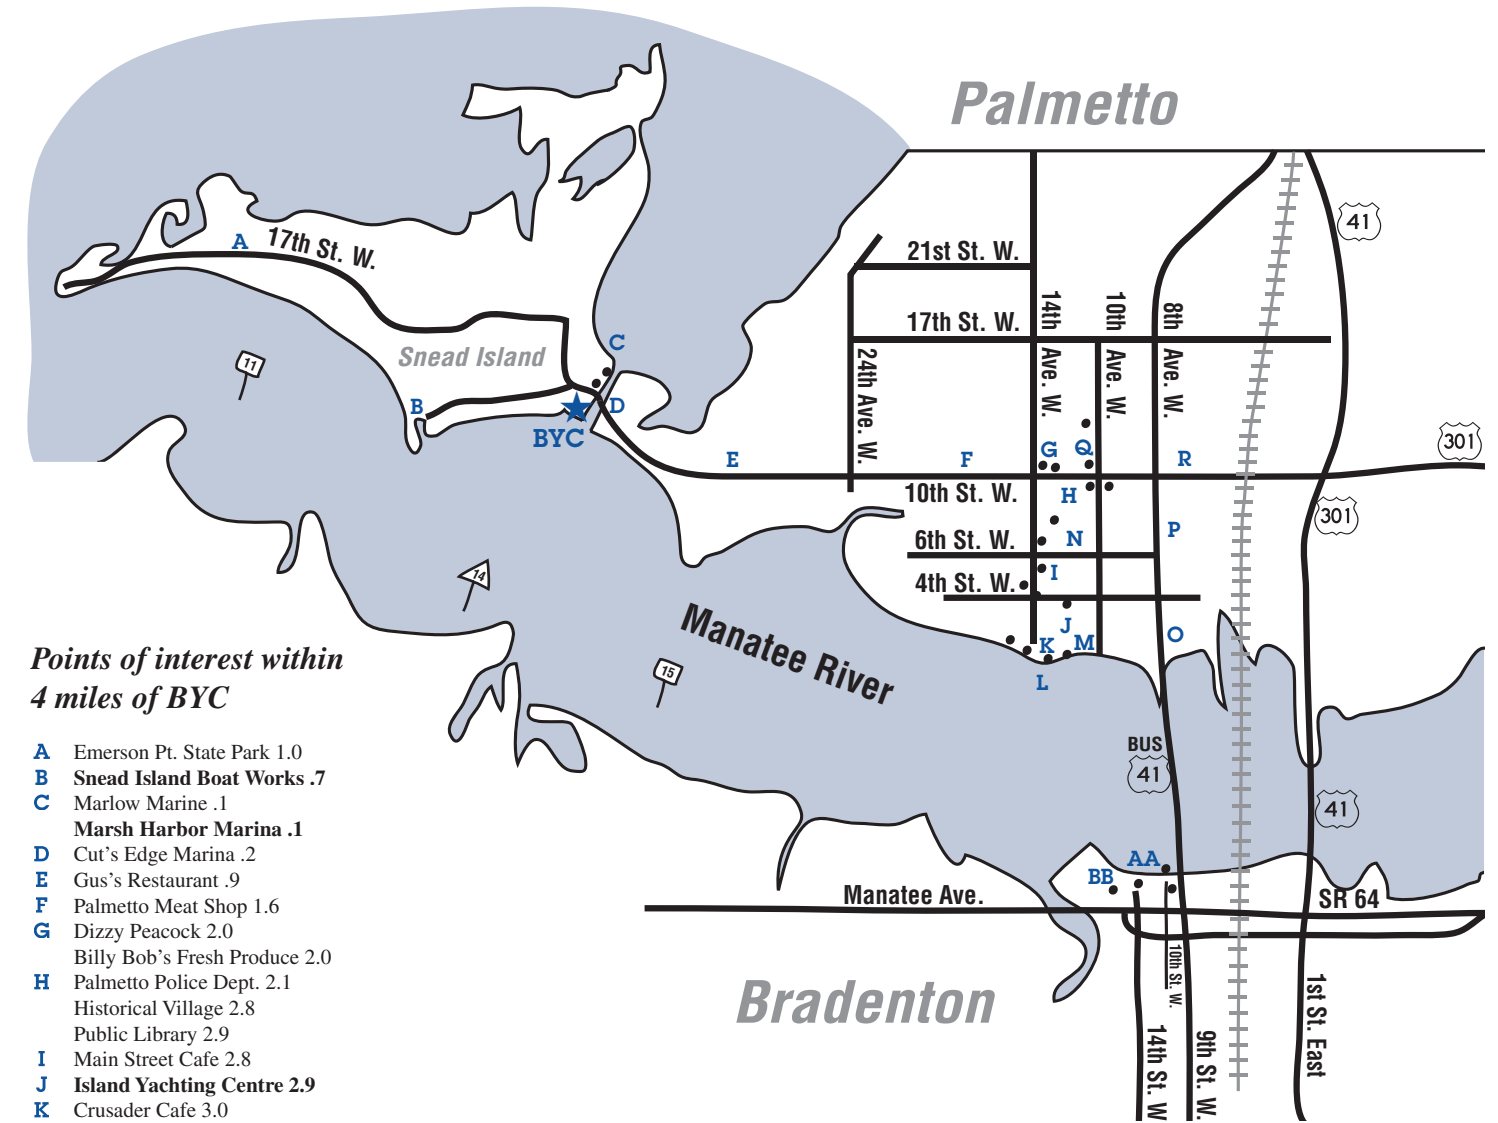 Palmetto
41
A
17th St. W.
21st St. W.
14th Ave. W.
10th Ave. W.
8th Ave. W.
17th St. W.
C
Snead Island
24th Ave. W.
11
B
D
BYC
301
E
F
G
Q
R
10th St. W.
H
301
6th St. W.
N
P
4th St. W.
I
14
Manatee River
J
K
M
O
L
15
Points of interest within
4 miles of BYC
BUS
41
41
A Emerson Pt. State Park 1.0
B Snead Island Boat Works .7
C Marlow Marine .1
Marsh Harbor Marina .1
D Cut's Edge Marina .2
E Gus's Restaurant .9
F Palmetto Meat Shop 1.6
G Dizzy Peacock 2.0
Billy Bob's Fresh Produce 2.0
H Palmetto Police Dept. 2.1
Historical Village 2.8
Public Library 2.9
I Main Street Cafe 2.8
J Island Yachting Centre 2.9
K Crusader Cafe 3.0
AA
BB
Manatee Ave.
SR 64
Bradenton
10th St. W.
14th St. W
9th St. W.
1st St. East